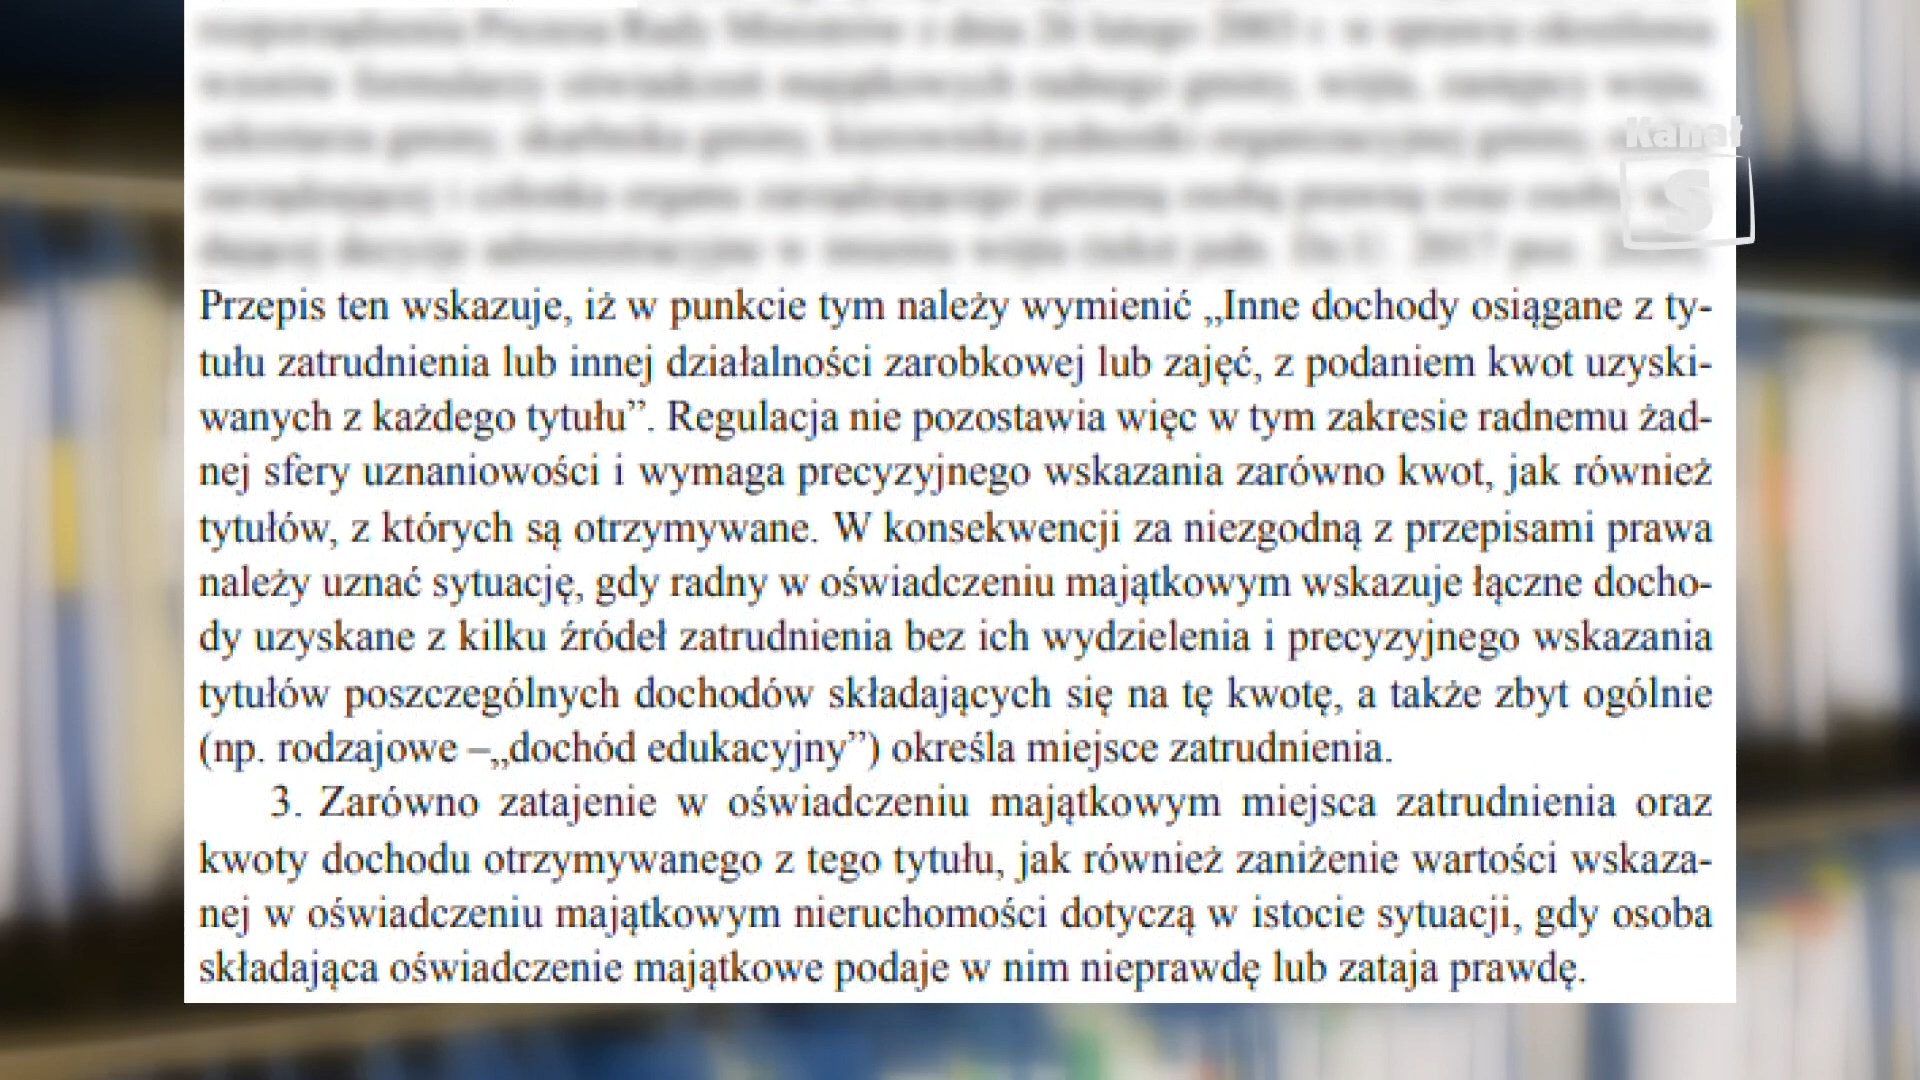 Kanał
S
Przepis ten wskazuje, iż w punkcie tym należy wymienić „Inne dochody osiągane z ty-
tułu zatrudnienia lub innej działalności zarobkowej lub zajęć, z podaniem kwot uzyski-
wanych z każdego tytułu”. Regulacja nie pozostawia więc w tym zakresie radnemu żad-
nej sfery uznaniowości i wymaga precyzyjnego wskazania zarówno kwot, jak również
tytułów, z których są otrzymywane. W konsekwencji za niezgodną z przepisami prawa
należy uznać sytuację, gdy radny w oświadczeniu majątkowym wskazuje łączne docho-
dy uzyskane z kilku źródeł zatrudnienia bez ich wydzielenia i precyzyjnego wskazania
tytułów poszczególnych dochodów składających się na tę kwotę, a także zbyt ogólnie
(np. rodzajowe –„dochód edukacyjny”) określa miejsce zatrudnienia.
3. Zarówno zatajenie w oświadczeniu majątkowym miejsca zatrudnienia oraz
kwoty dochodu otrzymywanego z tego tytułu, jak również zaniżenie wartości wskaza-
nej w oświadczeniu majątkowym nieruchomości dotyczą w istocie sytuacji, gdy osoba
składająca oświadczenie majątkowe podaje w nim nieprawdę lub zataja prawdę.